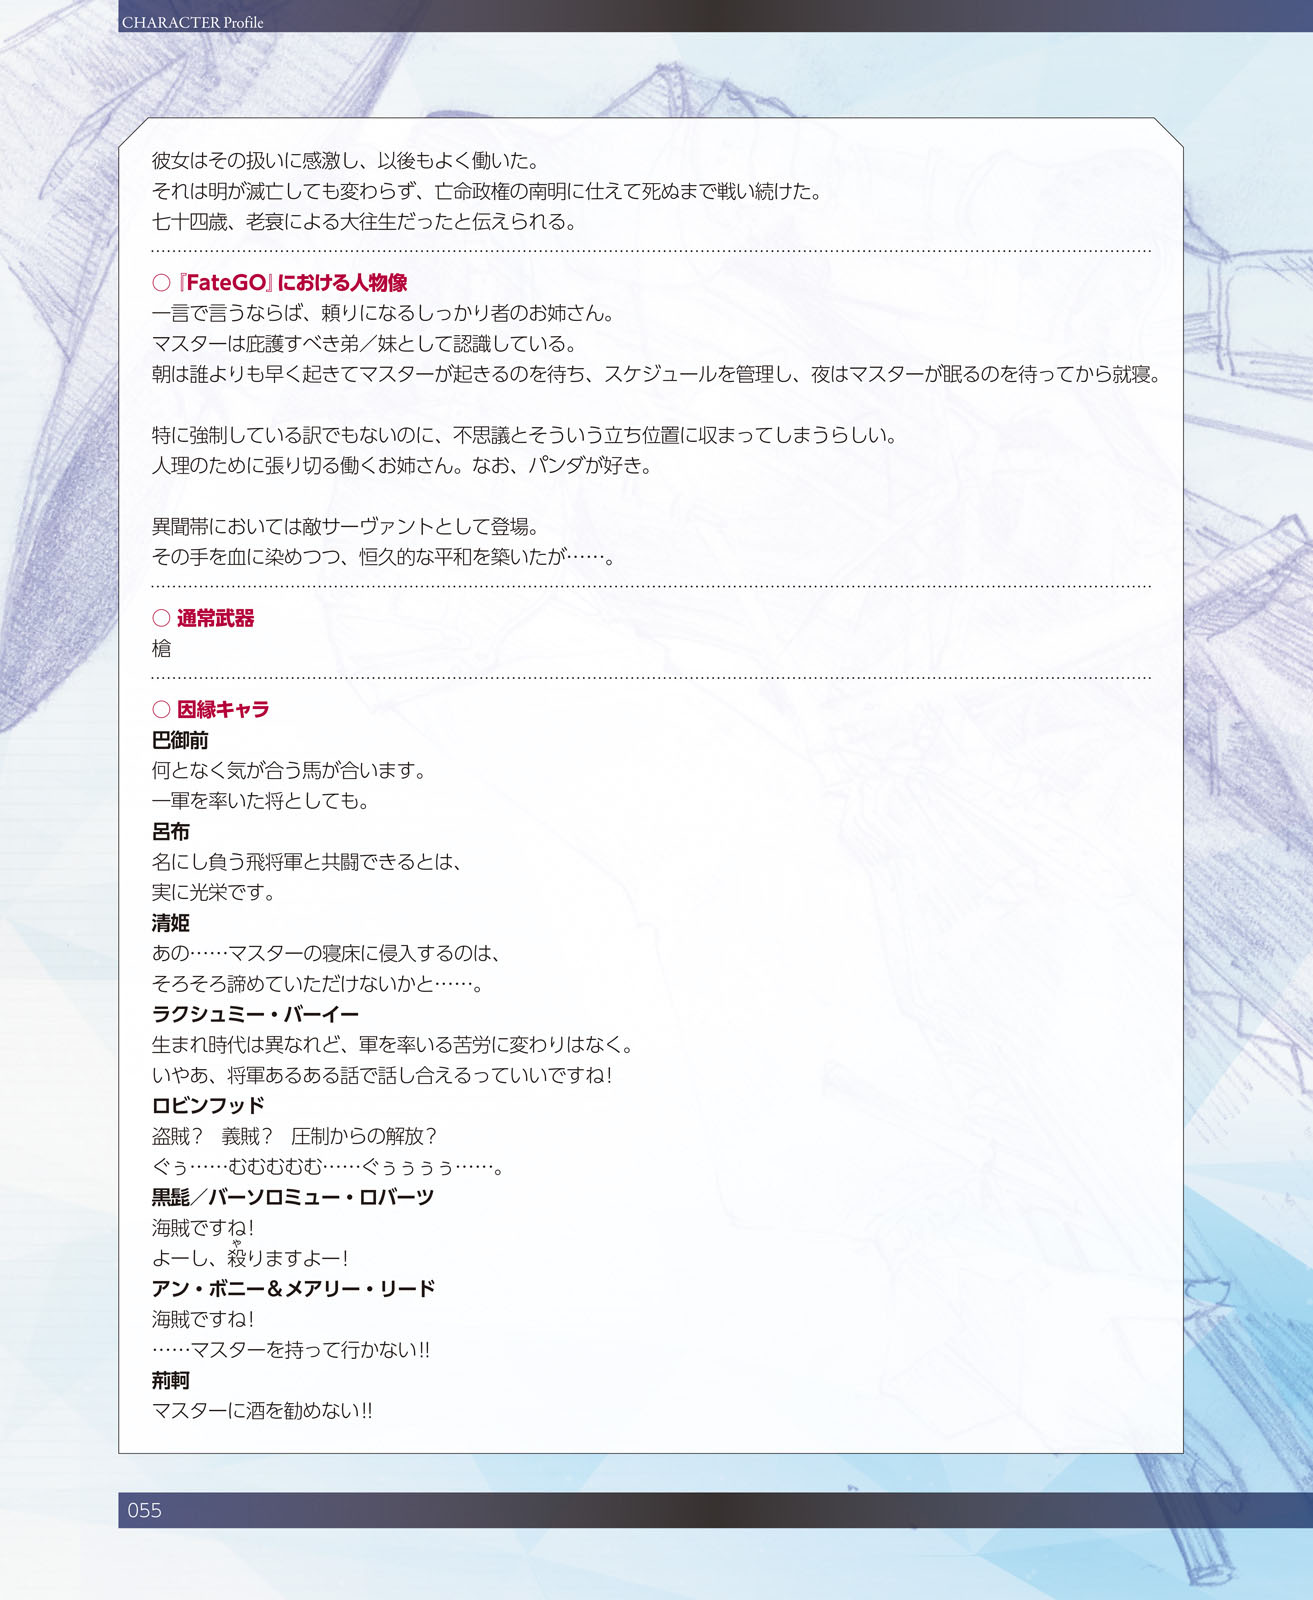 CHARACTER Profile
彼女はその扱いに感激し、以後もよく働いた。
それは明が滅亡しても変わらず、亡命政権の南明に仕えて死ぬまで戦い続けた。
七十四歳、老衰による大往生だったと伝えられる。
○『FateGO』における人物像
一言で言うならば、頼りになるしっかり者のお姉さん。
マスターは庇護すべき弟／妹として認識している。
朝は誰よりも早く起きてマスターが起きるのを待ち、スケジュールを管理し、夜はマスターが眠るのを待ってから就寝。
特に強制している訳でもないのに、不思議とそういう立ち位置に収まってしまうらしい。
人理のために張り切る働くお姉さん。なお、パンダが好き。
異聞帯においては敵サーヴァントとして登場。
その手を血に染めつつ、恒久的な平和を築いたが……。
○ 通常武器
槍
○ 因縁キャラ
巴御前
何となく気が合う馬が合います。
一軍を率いた将としても。
呂布
名にし負う飛将軍と共闘できるとは、
実に光栄です。
清姫
あの……マスターの寝床に侵入するのは、
そろそろ諦めていただけないかと……。
ラクシュミー・バーイー
生まれ時代は異なれど、軍を率いる苦労に変わりはなく。
いやあ、将軍あるある話で話し合えるっていいですね！
ロビンフッド
盗賊？　義賊？　圧制からの解放？
ぐぅ……むむむむむ……ぐぅぅぅぅ……。
黒髭／バーソロミュー・ロバーツ
海賊ですね！
や
よーし、殺りますよー！
アン・ボニー＆メアリー・リード
海賊ですね！
……マスターを持って行かない!!
荊軻
マスターに酒を勧めない!!
055